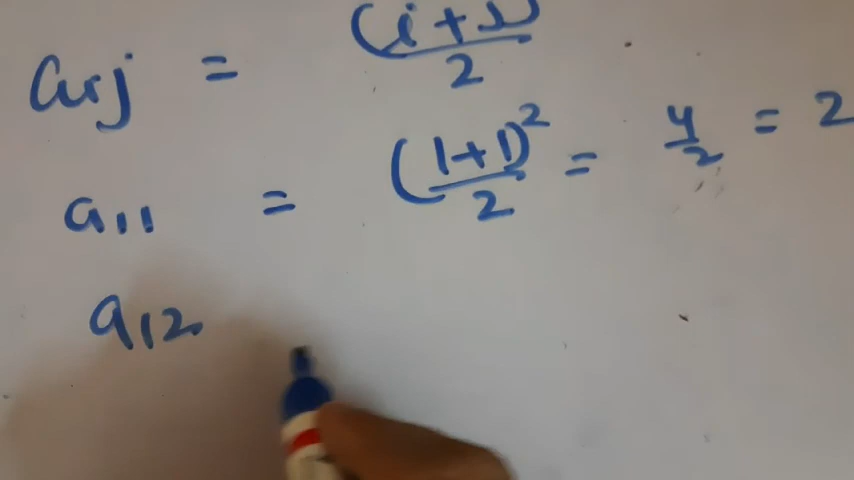 aij = (i+j)/2
a11 = (1+1)²/2 = 4/2 = 2
a12